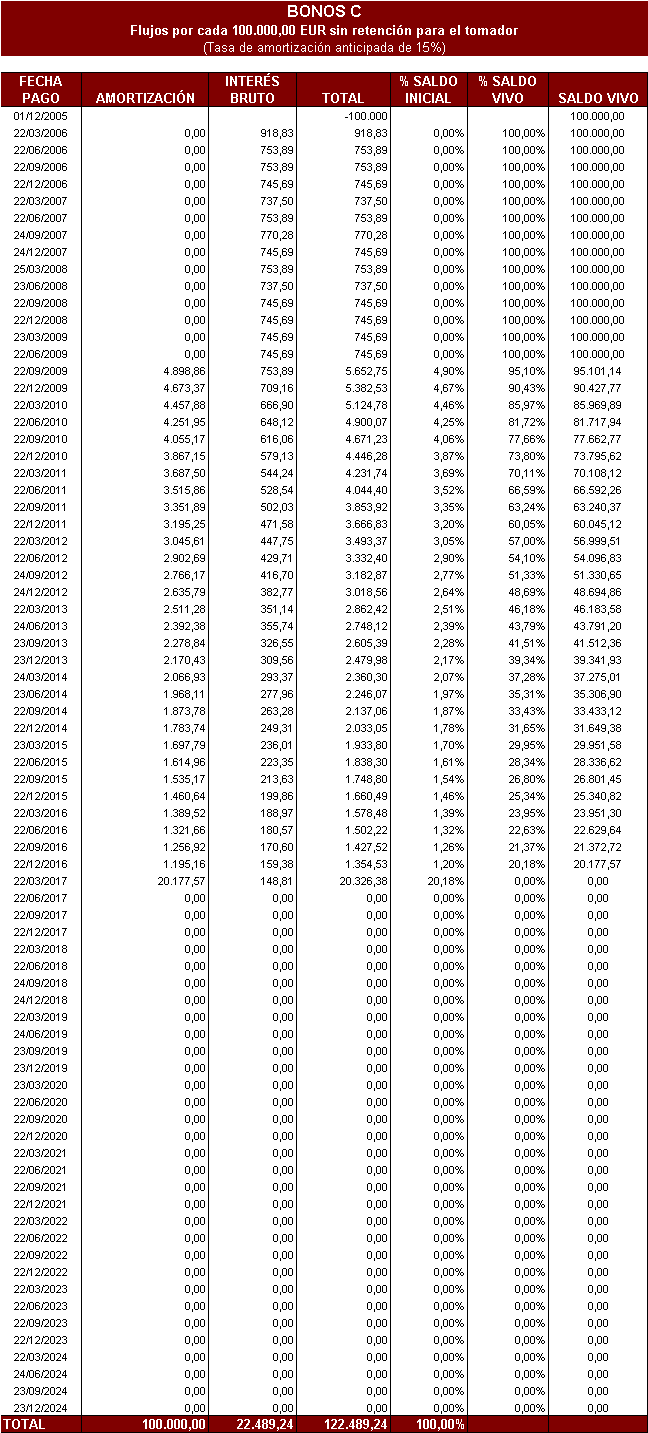 BONOS C
Flujos por cada 100.000,00 EUR sin retención para el tomador
(Tasa de amortización anticipada de 15%)
FECHA PAGO AMORTIZACIÓN INTERÉS BRUTO TOTAL % SALDO INICIAL % SALDO VIVO SALDO VIVO
01/12/2005 -100.000 100.000,00
22/03/2006 0,00 918,83 918,83 0,00% 100,00% 100.000,00
22/06/2006 0,00 753,89 753,89 0,00% 100,00% 100.000,00
22/09/2006 0,00 753,89 753,89 0,00% 100,00% 100.000,00
22/12/2006 0,00 745,69 745,69 0,00% 100,00% 100.000,00
22/03/2007 0,00 737,50 737,50 0,00% 100,00% 100.000,00
22/06/2007 0,00 753,89 753,89 0,00% 100,00% 100.000,00
24/09/2007 0,00 770,28 770,28 0,00% 100,00% 100.000,00
24/12/2007 0,00 745,69 745,69 0,00% 100,00% 100.000,00
25/03/2008 0,00 753,89 753,89 0,00% 100,00% 100.000,00
23/06/2008 0,00 737,50 737,50 0,00% 100,00% 100.000,00
22/09/2008 0,00 745,69 745,69 0,00% 100,00% 100.000,00
22/12/2008 0,00 745,69 745,69 0,00% 100,00% 100.000,00
23/03/2009 0,00 745,69 745,69 0,00% 100,00% 100.000,00
22/06/2009 0,00 745,69 745,69 0,00% 100,00% 100.000,00
22/09/2009 4.898,86 753,89 5.652,75 4,90% 95,10% 95.101,14
22/12/2009 4.673,37 709,16 5.382,53 4,67% 90,43% 90.427,77
22/03/2010 4.457,88 666,90 5.124,78 4,46% 85,97% 85.969,89
22/06/2010 4.251,95 648,12 4.900,07 4,25% 81,72% 81.717,94
22/09/2010 4.055,17 616,06 4.671,23 4,06% 77,66% 77.662,77
22/12/2010 3.867,15 579,13 4.446,28 3,87% 73,80% 73.795,62
22/03/2011 3.687,50 544,24 4.231,74 3,69% 70,11% 70.108,12
22/06/2011 3.515,86 528,54 4.044,40 3,52% 66,59% 66.592,26
22/09/2011 3.351,89 502,03 3.853,92 3,35% 63,24% 63.240,37
22/12/2011 3.195,25 471,58 3.666,83 3,20% 60,05% 60.045,12
22/03/2012 3.045,61 447,75 3.493,37 3,05% 57,00% 56.999,51
22/06/2012 2.902,69 429,71 3.332,40 2,90% 54,10% 54.096,83
24/09/2012 2.766,17 416,70 3.182,87 2,77% 51,33% 51.330,65
24/12/2012 2.635,79 382,77 3.018,56 2,64% 48,69% 48.694,86
22/03/2013 2.511,28 351,14 2.862,42 2,51% 46,18% 46.183,58
24/06/2013 2.392,38 355,74 2.748,12 2,39% 43,79% 43.791,20
23/09/2013 2.278,84 326,55 2.605,39 2,28% 41,51% 41.512,36
23/12/2013 2.170,43 309,56 2.479,98 2,17% 39,34% 39.341,93
24/03/2014 2.066,93 293,37 2.360,30 2,07% 37,28% 37.275,01
23/06/2014 1.968,11 277,96 2.246,07 1,97% 35,31% 35.306,90
22/09/2014 1.873,78 263,28 2.137,06 1,87% 33,43% 33.433,12
22/12/2014 1.783,74 249,31 2.033,05 1,78% 31,65% 31.649,38
23/03/2015 1.697,79 236,01 1.933,80 1,70% 29,95% 29.951,58
22/06/2015 1.614,96 223,35 1.838,30 1,61% 28,34% 28.336,62
22/09/2015 1.535,17 213,63 1.748,80 1,54% 26,80% 26.801,45
22/12/2015 1.460,64 199,86 1.660,49 1,46% 25,34% 25.340,82
22/03/2016 1.389,52 188,97 1.578,48 1,39% 23,95% 23.951,30
22/06/2016 1.321,66 180,57 1.502,22 1,32% 22,63% 22.629,64
22/09/2016 1.256,92 170,60 1.427,52 1,26% 21,37% 21.372,72
22/12/2016 1.195,16 159,38 1.354,53 1,20% 20,18% 20.177,57
22/03/2017 20.177,57 148,81 20.326,38 20,18% 0,00% 0,00
22/06/2017 0,00 0,00 0,00 0,00% 0,00% 0,00
22/09/2017 0,00 0,00 0,00 0,00% 0,00% 0,00
22/12/2017 0,00 0,00 0,00 0,00% 0,00% 0,00
22/03/2018 0,00 0,00 0,00 0,00% 0,00% 0,00
22/06/2018 0,00 0,00 0,00 0,00% 0,00% 0,00
24/09/2018 0,00 0,00 0,00 0,00% 0,00% 0,00
24/12/2018 0,00 0,00 0,00 0,00% 0,00% 0,00
22/03/2019 0,00 0,00 0,00 0,00% 0,00% 0,00
24/06/2019 0,00 0,00 0,00 0,00% 0,00% 0,00
23/09/2019 0,00 0,00 0,00 0,00% 0,00% 0,00
23/12/2019 0,00 0,00 0,00 0,00% 0,00% 0,00
23/03/2020 0,00 0,00 0,00 0,00% 0,00% 0,00
22/06/2020 0,00 0,00 0,00 0,00% 0,00% 0,00
22/09/2020 0,00 0,00 0,00 0,00% 0,00% 0,00
22/12/2020 0,00 0,00 0,00 0,00% 0,00% 0,00
22/03/2021 0,00 0,00 0,00 0,00% 0,00% 0,00
22/06/2021 0,00 0,00 0,00 0,00% 0,00% 0,00
22/09/2021 0,00 0,00 0,00 0,00% 0,00% 0,00
22/12/2021 0,00 0,00 0,00 0,00% 0,00% 0,00
22/03/2022 0,00 0,00 0,00 0,00% 0,00% 0,00
22/06/2022 0,00 0,00 0,00 0,00% 0,00% 0,00
22/09/2022 0,00 0,00 0,00 0,00% 0,00% 0,00
22/12/2022 0,00 0,00 0,00 0,00% 0,00% 0,00
22/03/2023 0,00 0,00 0,00 0,00% 0,00% 0,00
22/06/2023 0,00 0,00 0,00 0,00% 0,00% 0,00
22/09/2023 0,00 0,00 0,00 0,00% 0,00% 0,00
22/12/2023 0,00 0,00 0,00 0,00% 0,00% 0,00
22/03/2024 0,00 0,00 0,00 0,00% 0,00% 0,00
24/06/2024 0,00 0,00 0,00 0,00% 0,00% 0,00
23/09/2024 0,00 0,00 0,00 0,00% 0,00% 0,00
23/12/2024 0,00 0,00 0,00 0,00% 0,00% 0,00
TOTAL 100.000,00 22.489,24 122.489,24 100,00%